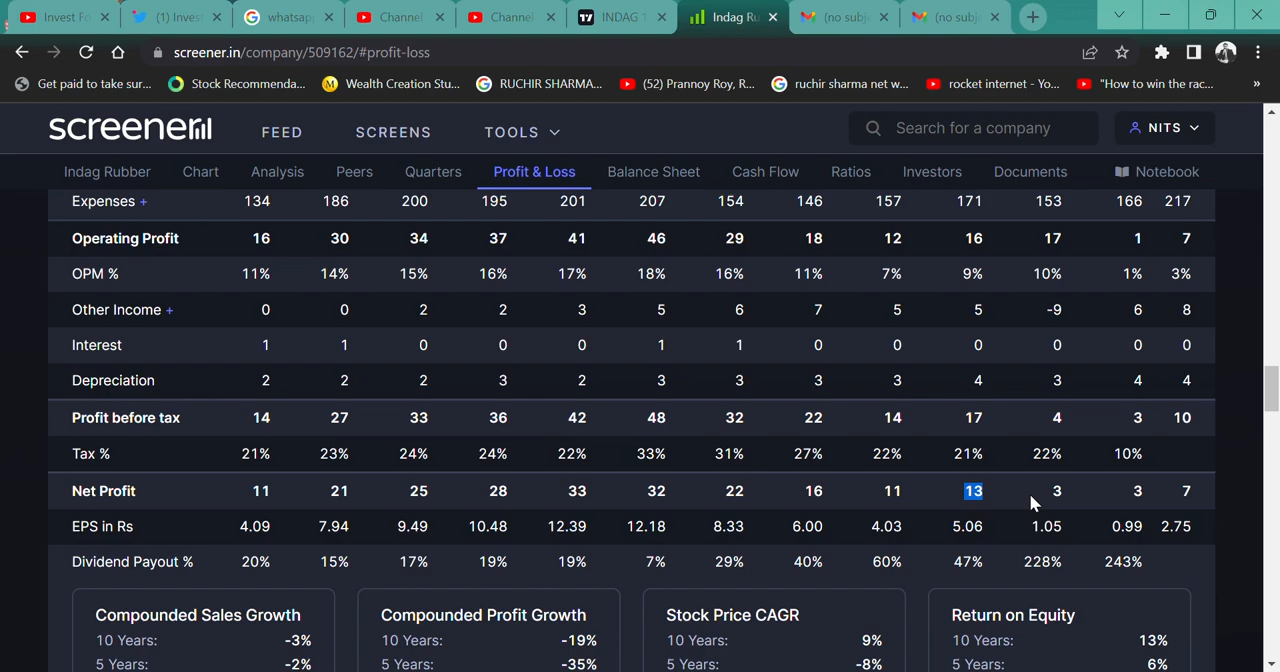 Invest Fo
(1) Invest
whatsapp
Channel
Channel
INDAG
Indag Ru
(no subj
(no subj
screener.in/company/509162/#profit-loss
Get paid to take sur...
Stock Recommenda...
Wealth Creation Stu...
RUCHIR SHARMA...
(52) Prannoy Roy, R...
ruchir sharma net w...
rocket internet - Yo...
"How to win the rac...
»
screener
FEED
SCREENS
TOOLS
Search for a company
NITS
Indag Rubber Chart Analysis Peers Quarters Profit & Loss Balance Sheet Cash Flow Ratios Investors Documents Notebook
Expenses + 134 186 200 195 201 207 154 146 157 171 153 166 217
Operating Profit 16 30 34 37 41 46 29 18 12 16 17 1 7
OPM % 11% 14% 15% 16% 17% 18% 16% 11% 7% 9% 10% 1% 3%
Other Income + 0 0 2 2 3 5 6 7 5 5 -9 6 8
Interest 1 1 0 0 0 1 1 0 0 0 0 0 0
Depreciation 2 2 2 3 2 3 3 3 3 4 3 4 4
Profit before tax 14 27 33 36 42 48 32 22 14 17 4 3 10
Tax % 21% 23% 24% 24% 22% 33% 31% 27% 22% 21% 22% 10%
Net Profit 11 21 25 28 33 32 22 16 11 13 3 3 7
EPS in Rs 4.09 7.94 9.49 10.48 12.39 12.18 8.33 6.00 4.03 5.06 1.05 0.99 2.75
Dividend Payout % 20% 15% 17% 19% 19% 7% 29% 40% 60% 47% 228% 243%
Compounded Sales Growth
10 Years: -3%
5 Years: -2%
Compounded Profit Growth
10 Years: -19%
5 Years: -35%
Stock Price CAGR
10 Years: 9%
5 Years: -8%
Return on Equity
10 Years: 13%
5 Years: 6%